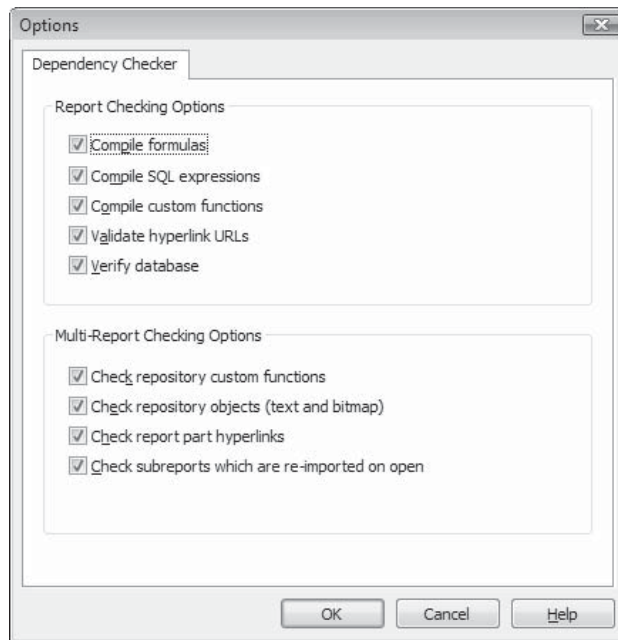 Options
Dependency Checker
Report Checking Options
Compile formulas
Compile SQL expressions
Compile custom functions
Validate hyperlink URLs
Verify database
Multi-Report Checking Options
Check repository custom functions
Check repository objects (text and bitmap)
Check report part hyperlinks
Check subreports which are re-imported on open
OK Cancel Help